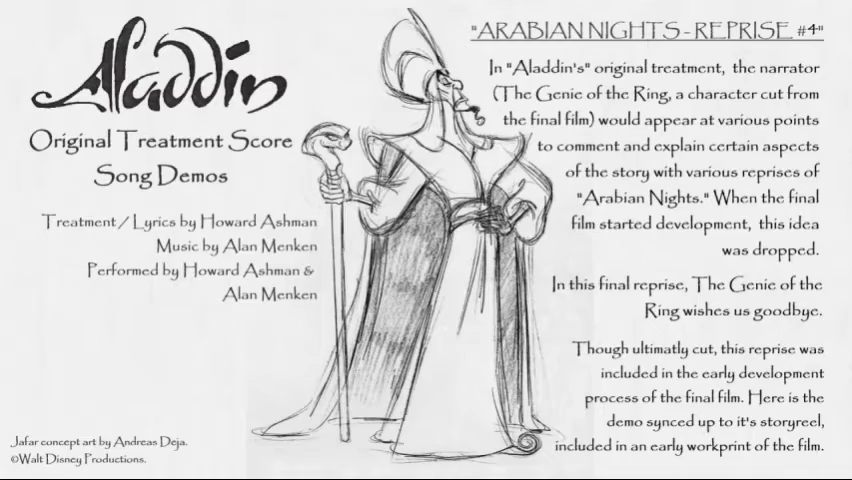 Aladdin
Original Treatment Score
Song Demos
Treatment / Lyrics by Howard Ashman
Music by Alan Menken
Performed by Howard Ashman &
Alan Menken
Jafar concept art by Andreas Deja.
©Walt Disney Productions.
"ARABIAN NIGHTS - REPRISE #4"
In "Aladdin's" original treatment, the narrator
(The Genie of the Ring, a character cut from
the final film) would appear at various points
to comment and explain certain aspects
of the story with various reprises of
"Arabian Nights." When the final
film started development, this idea
was dropped.
In this final reprise, The Genie of the
Ring wishes us goodbye.
Though ultimatly cut, this reprise was
included in the early development
process of the final film. Here is the
demo synced up to it's storyreel,
included in an early workprint of the film.